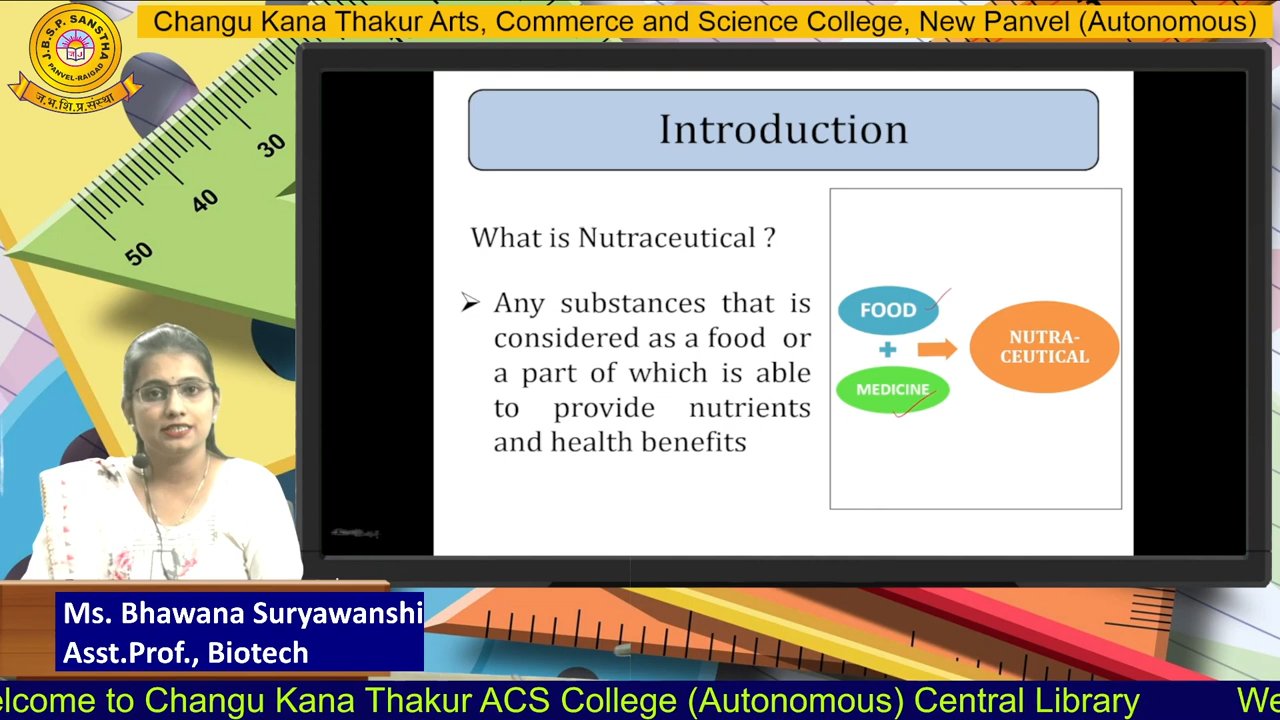 Changu Kana Thakur Arts, Commerce and Science College, New Panvel (Autonomous)
J.B.S.P. SANSTHA
PANVEL-RAIGAD
ज.भ.शि.प्र.संस्था
30
40
50
Introduction
What is Nutraceutical ?
➢ Any substances that is
considered as a food or
a part of which is able
to provide nutrients
and health benefits
FOOD
+
MEDICINE
NUTRA-
CEUTICAL
Ms. Bhawana Suryawanshi
Asst.Prof., Biotech
elcome to Changu Kana Thakur ACS College (Autonomous) Central Library We